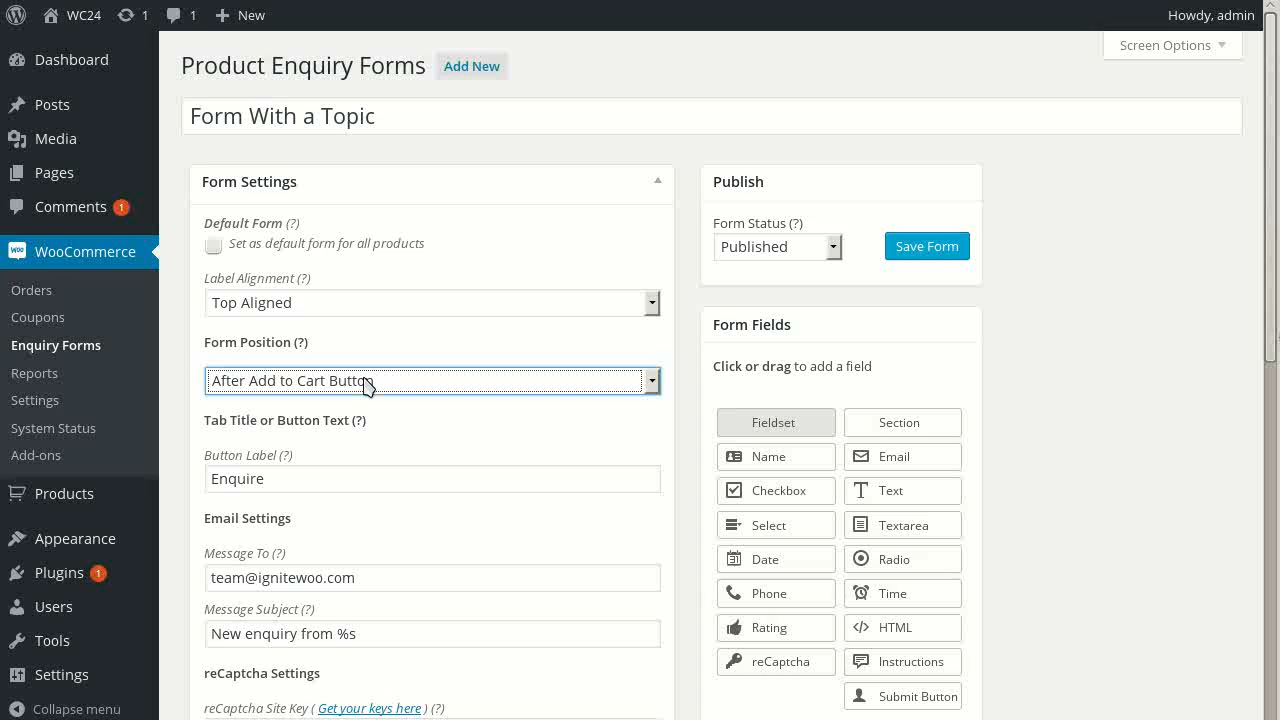 WC24
1
1
New
Howdy, admin
Screen Options
Dashboard
Posts
Media
Pages
Comments 1
WooCommerce
Orders
Coupons
Enquiry Forms
Reports
Settings
System Status
Add-ons
Products
Appearance
Plugins 1
Users
Tools
Settings
Collapse menu
Product Enquiry Forms
Add New
Form With a Topic
Form Settings
Default Form (?)
Set as default form for all products
Label Alignment (?)
Top Aligned
Form Position (?)
After Add to Cart Button
Tab Title or Button Text (?)
Button Label (?)
Enquire
Email Settings
Message To (?)
team@ignitewoo.com
Message Subject (?)
New enquiry from %s
reCaptcha Settings
reCaptcha Site Key ( Get your keys here ) (?)
Publish
Form Status (?)
Published
Save Form
Form Fields
Click or drag to add a field
Fieldset
Section
Name
Email
Checkbox
Text
Select
Textarea
Date
Radio
Phone
Time
Rating
HTML
reCaptcha
Instructions
Submit Button